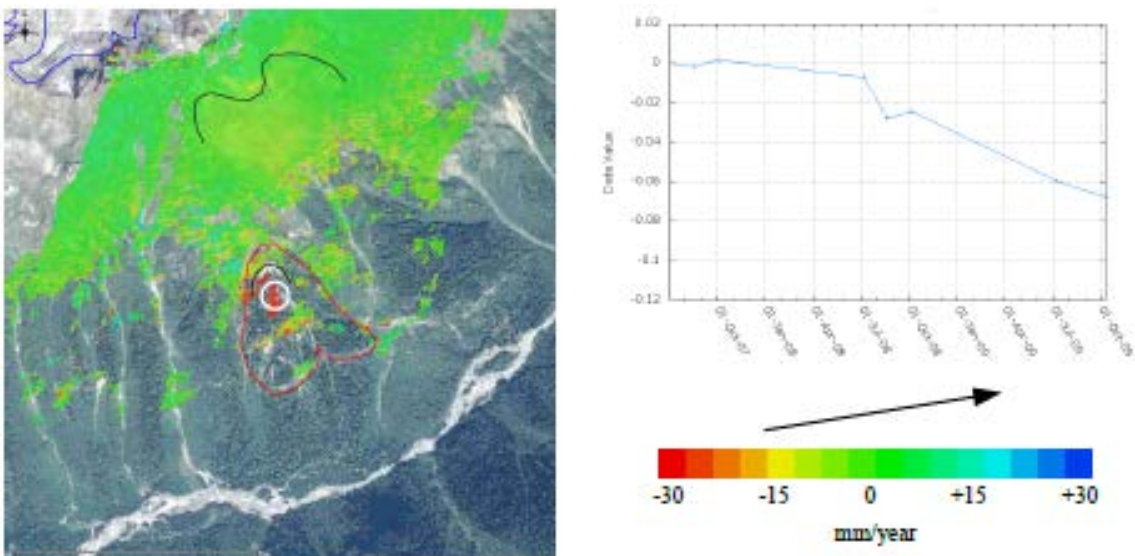 0.02
0
-0.02
-0.04
-0.06
-0.08
-0.1
-0.12
Data Value
01-Oct-07
01-Jan-08
01-Apr-08
01-Jul-08
01-Oct-08
01-Jan-09
01-Apr-09
01-Jul-09
01-Oct-09
-30 -15 0 +15 +30
mm/year